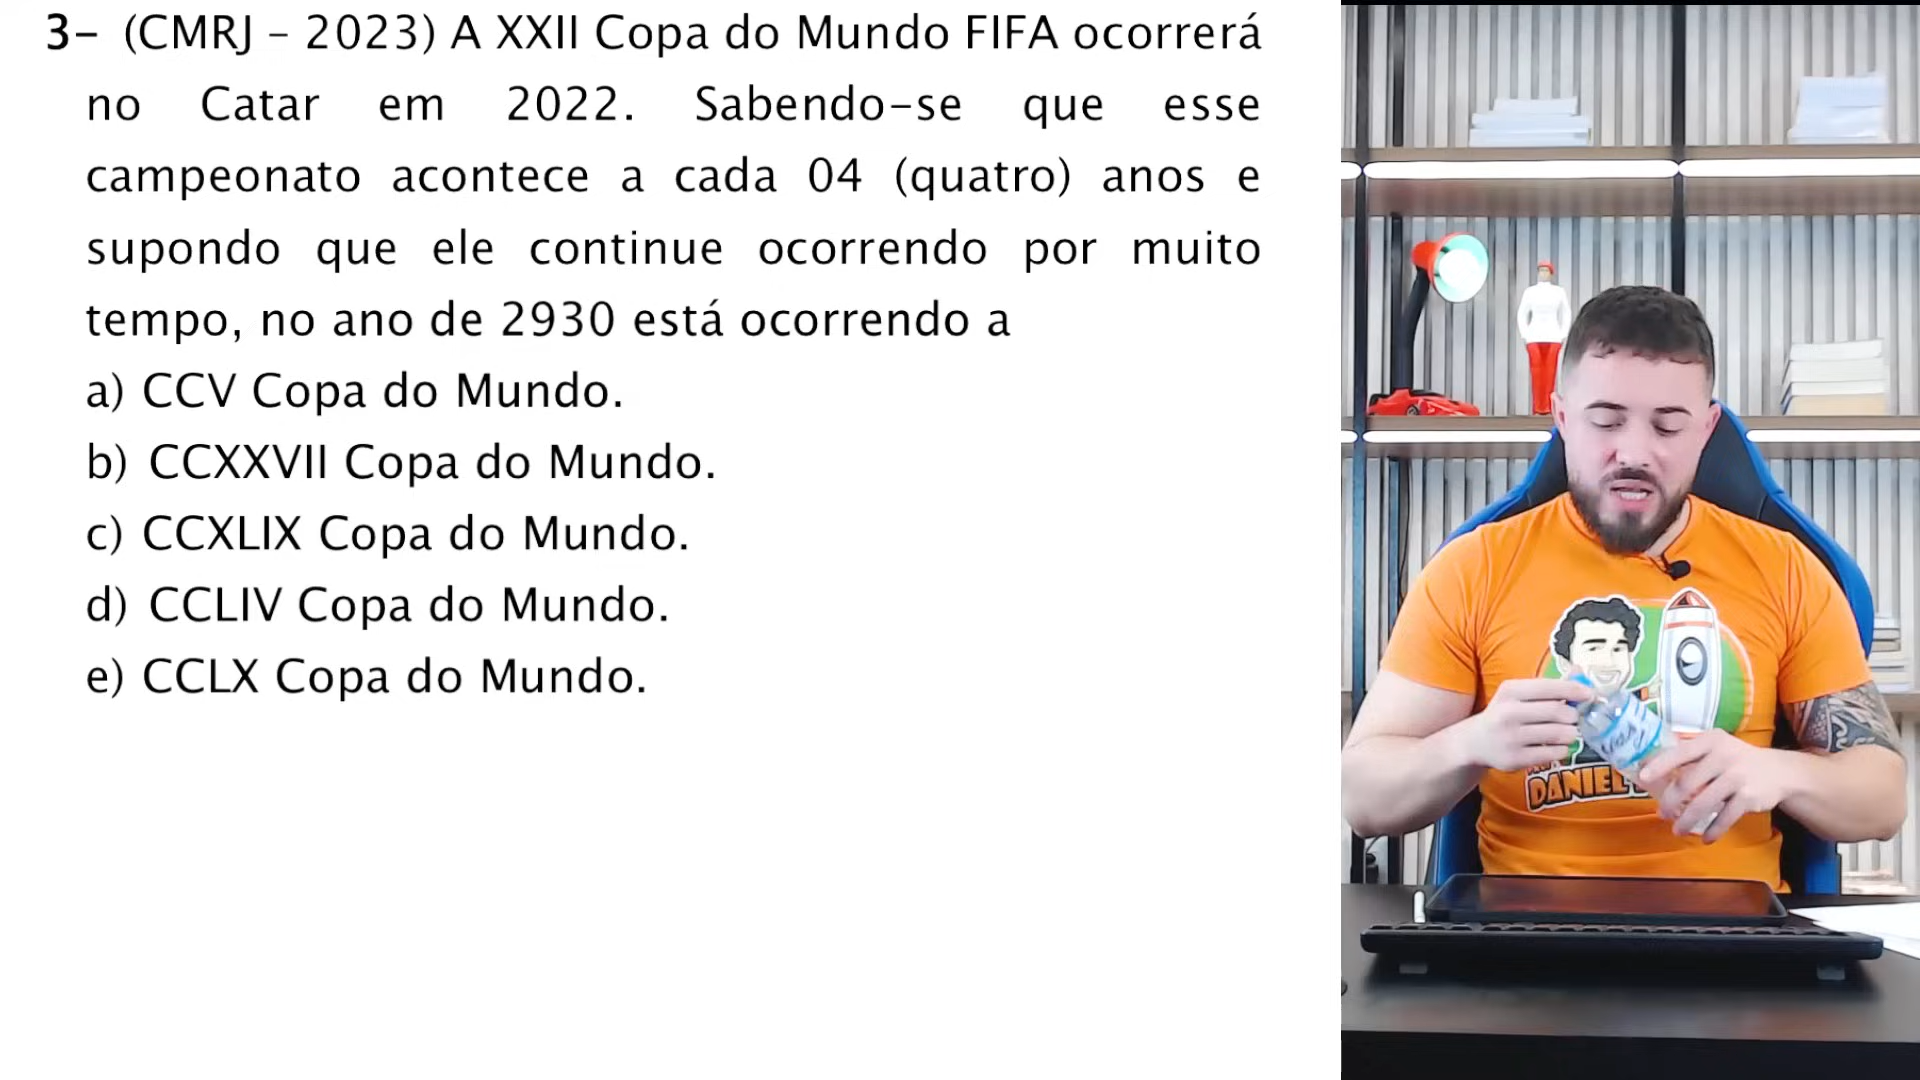 3- (CMRJ – 2023) A XXII Copa do Mundo FIFA ocorrerá
no Catar em 2022. Sabendo-se que esse
campeonato acontece a cada 04 (quatro) anos e
supondo que ele continue ocorrendo por muito
tempo, no ano de 2930 está ocorrendo a
a) CCV Copa do Mundo.
b) CCXXVII Copa do Mundo.
c) CCXLIX Copa do Mundo.
d) CCLIV Copa do Mundo.
e) CCLX Copa do Mundo.
DANIEL